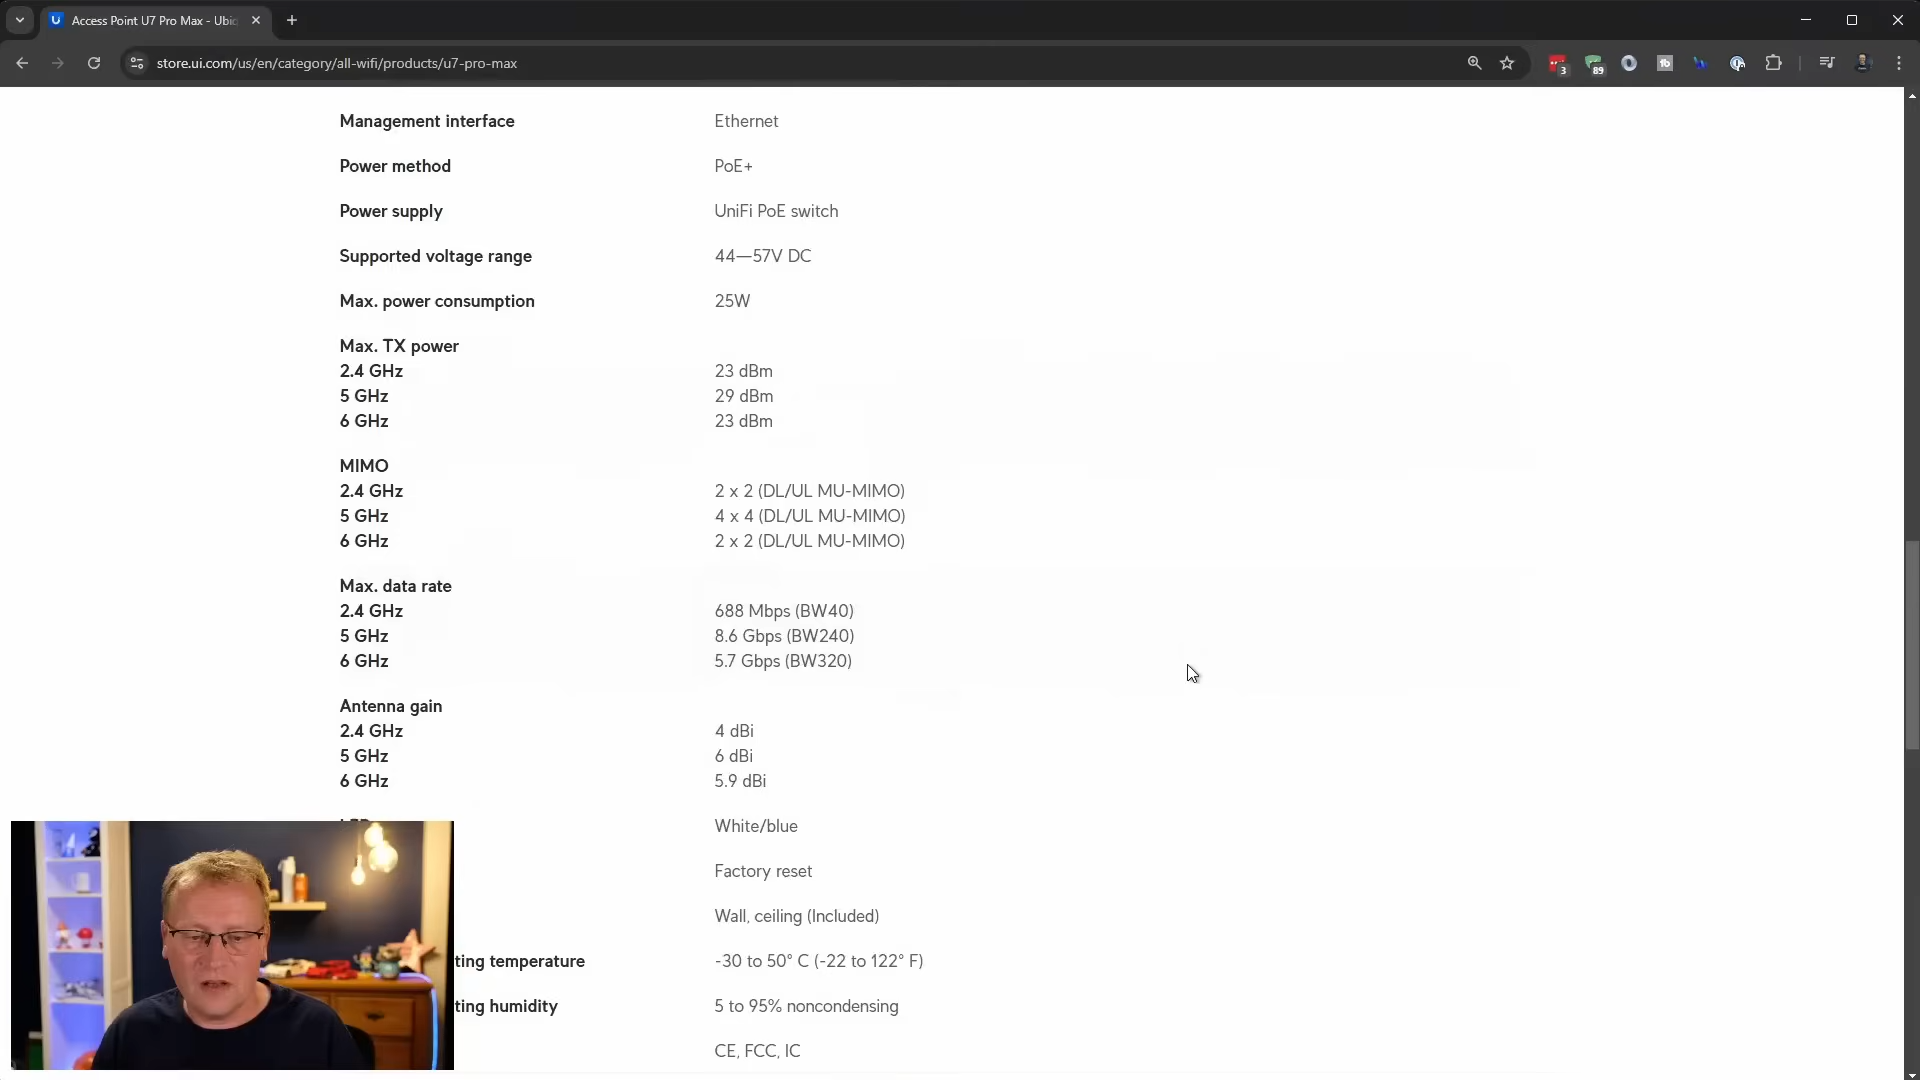 Access Point U7 Pro Max - Ubi
store.ui.com/us/en/category/all-wifi/products/u7-pro-max
3
89
Management interface Ethernet
Power method PoE+
Power supply UniFi PoE switch
Supported voltage range 44—57V DC
Max. power consumption 25W
Max. TX power
2.4 GHz 23 dBm
5 GHz 29 dBm
6 GHz 23 dBm
MIMO
2.4 GHz 2 x 2 (DL/UL MU-MIMO)
5 GHz 4 x 4 (DL/UL MU-MIMO)
6 GHz 2 x 2 (DL/UL MU-MIMO)
Max. data rate
2.4 GHz 688 Mbps (BW40)
5 GHz 8.6 Gbps (BW240)
6 GHz 5.7 Gbps (BW320)
Antenna gain
2.4 GHz 4 dBi
5 GHz 6 dBi
6 GHz 5.9 dBi
White/blue
Factory reset
Wall, ceiling (Included)
ting temperature -30 to 50° C (-22 to 122° F)
ting humidity 5 to 95% noncondensing
CE, FCC, IC